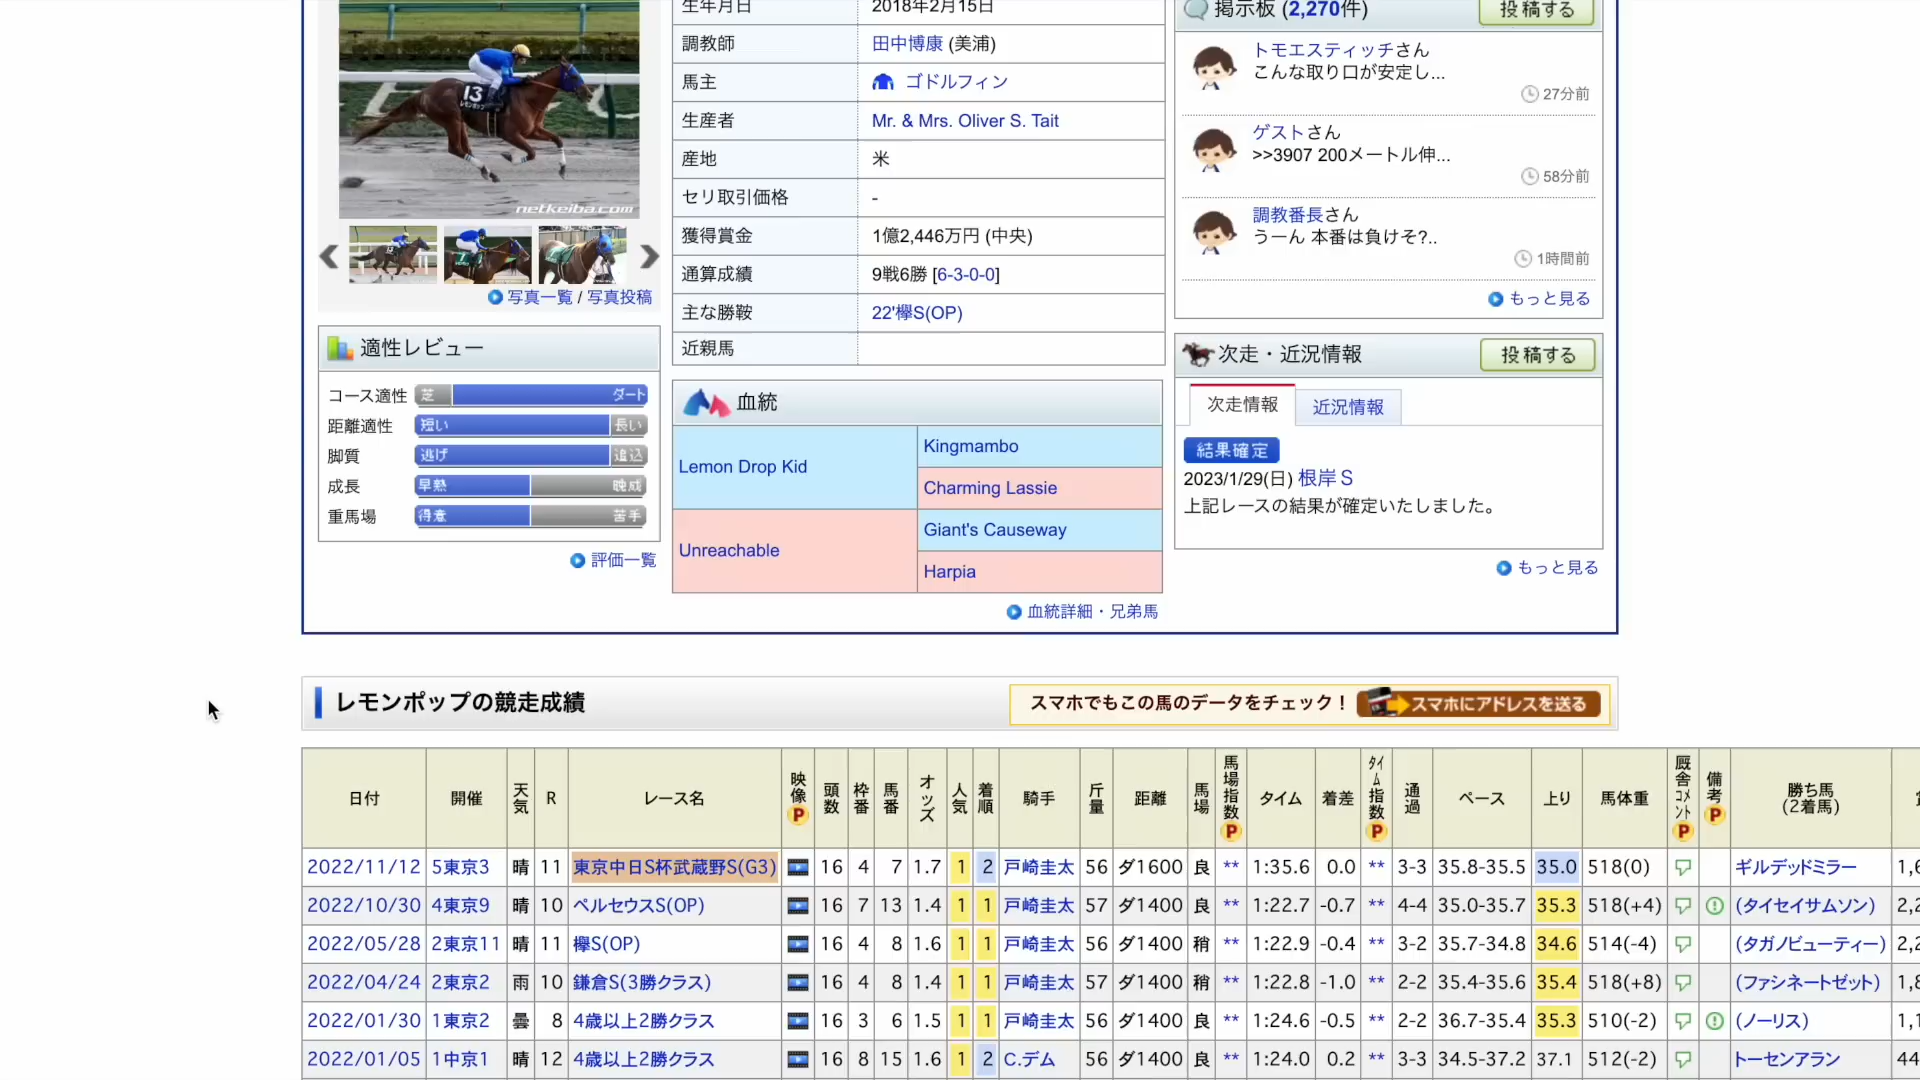 生年月日 2018年2月15日
調教師 田中博康 (美浦)
馬主 ゴドルフィン
生産者 Mr. & Mrs. Oliver S. Tait
産地 米
セリ取引価格 -
獲得賞金 1億2,446万円 (中央)
通算成績 9戦6勝 [6-3-0-0]
主な勝鞍 22'欅S(OP)
近親馬
13
レモンポップ
netkeiba.com
写真一覧 / 写真投稿
適性レビュー
コース適性 芝 ダート
距離適性 短い 長い
脚質 逃げ 追込
成長 早熟 晩成
重馬場 得意 苦手
評価一覧
血統
Lemon Drop Kid
Kingmambo
Charming Lassie
Unreachable
Giant's Causeway
Harpia
血統詳細・兄弟馬
掲示板 (2,270件) 投稿する
トモエスティッチさん
こんな取り口が安定し...
27分前
ゲストさん
>>3907 200メートル伸...
58分前
調教番長さん
うーん 本番は負けそ?..
1時間前
もっと見る
次走・近況情報 投稿する
次走情報 近況情報
結果確定
2023/1/29(日) 根岸S
上記レースの結果が確定いたしました。
もっと見る
レモンポップの競走成績
スマホでもこの馬のデータをチェック! スマホにアドレスを送る
日付 開催 天気 R レース名 映像P 頭数 枠番 馬番 オッズ 人気 着順 騎手 斤量 距離 馬場 馬場指数P タイム 着差 タイム指数P 通過 ペース 上り 馬体重 厩舎コメントP 備考P 勝ち馬(2着馬)
2022/11/12 5東京3 晴 11 東京中日S杯武蔵野S(G3) 16 4 7 1.7 1 2 戸崎圭太 56 ダ1600 良 ** 1:35.6 0.0 ** 3-3 35.8-35.5 35.0 518(0) ギルデッドミラー 1,6
2022/10/30 4東京9 晴 10 ペルセウスS(OP) 16 7 13 1.4 1 1 戸崎圭太 57 ダ1400 良 ** 1:22.7 -0.7 ** 4-4 35.0-35.7 35.3 518(+4) (タイセイサムソン) 2,2
2022/05/28 2東京11 晴 11 欅S(OP) 16 4 8 1.6 1 1 戸崎圭太 56 ダ1400 稍 ** 1:22.9 -0.4 ** 3-2 35.7-34.8 34.6 514(-4) (タガノビューティー) 2,2
2022/04/24 2東京2 雨 10 鎌倉S(3勝クラス) 16 4 8 1.4 1 1 戸崎圭太 57 ダ1400 稍 ** 1:22.8 -1.0 ** 2-2 35.4-35.6 35.4 518(+8) (ファシネートゼット) 1,8
2022/01/30 1東京2 曇 8 4歳以上2勝クラス 16 3 6 1.5 1 1 戸崎圭太 56 ダ1400 良 ** 1:24.6 -0.5 ** 2-2 36.7-35.4 35.3 510(-2) (ノーリス) 1,1
2022/01/05 1中京1 晴 12 4歳以上2勝クラス 16 8 15 1.6 1 2 C.デム 56 ダ1400 良 ** 1:24.0 0.2 ** 3-3 34.5-37.2 37.1 512(-2) トーセンアラン 44